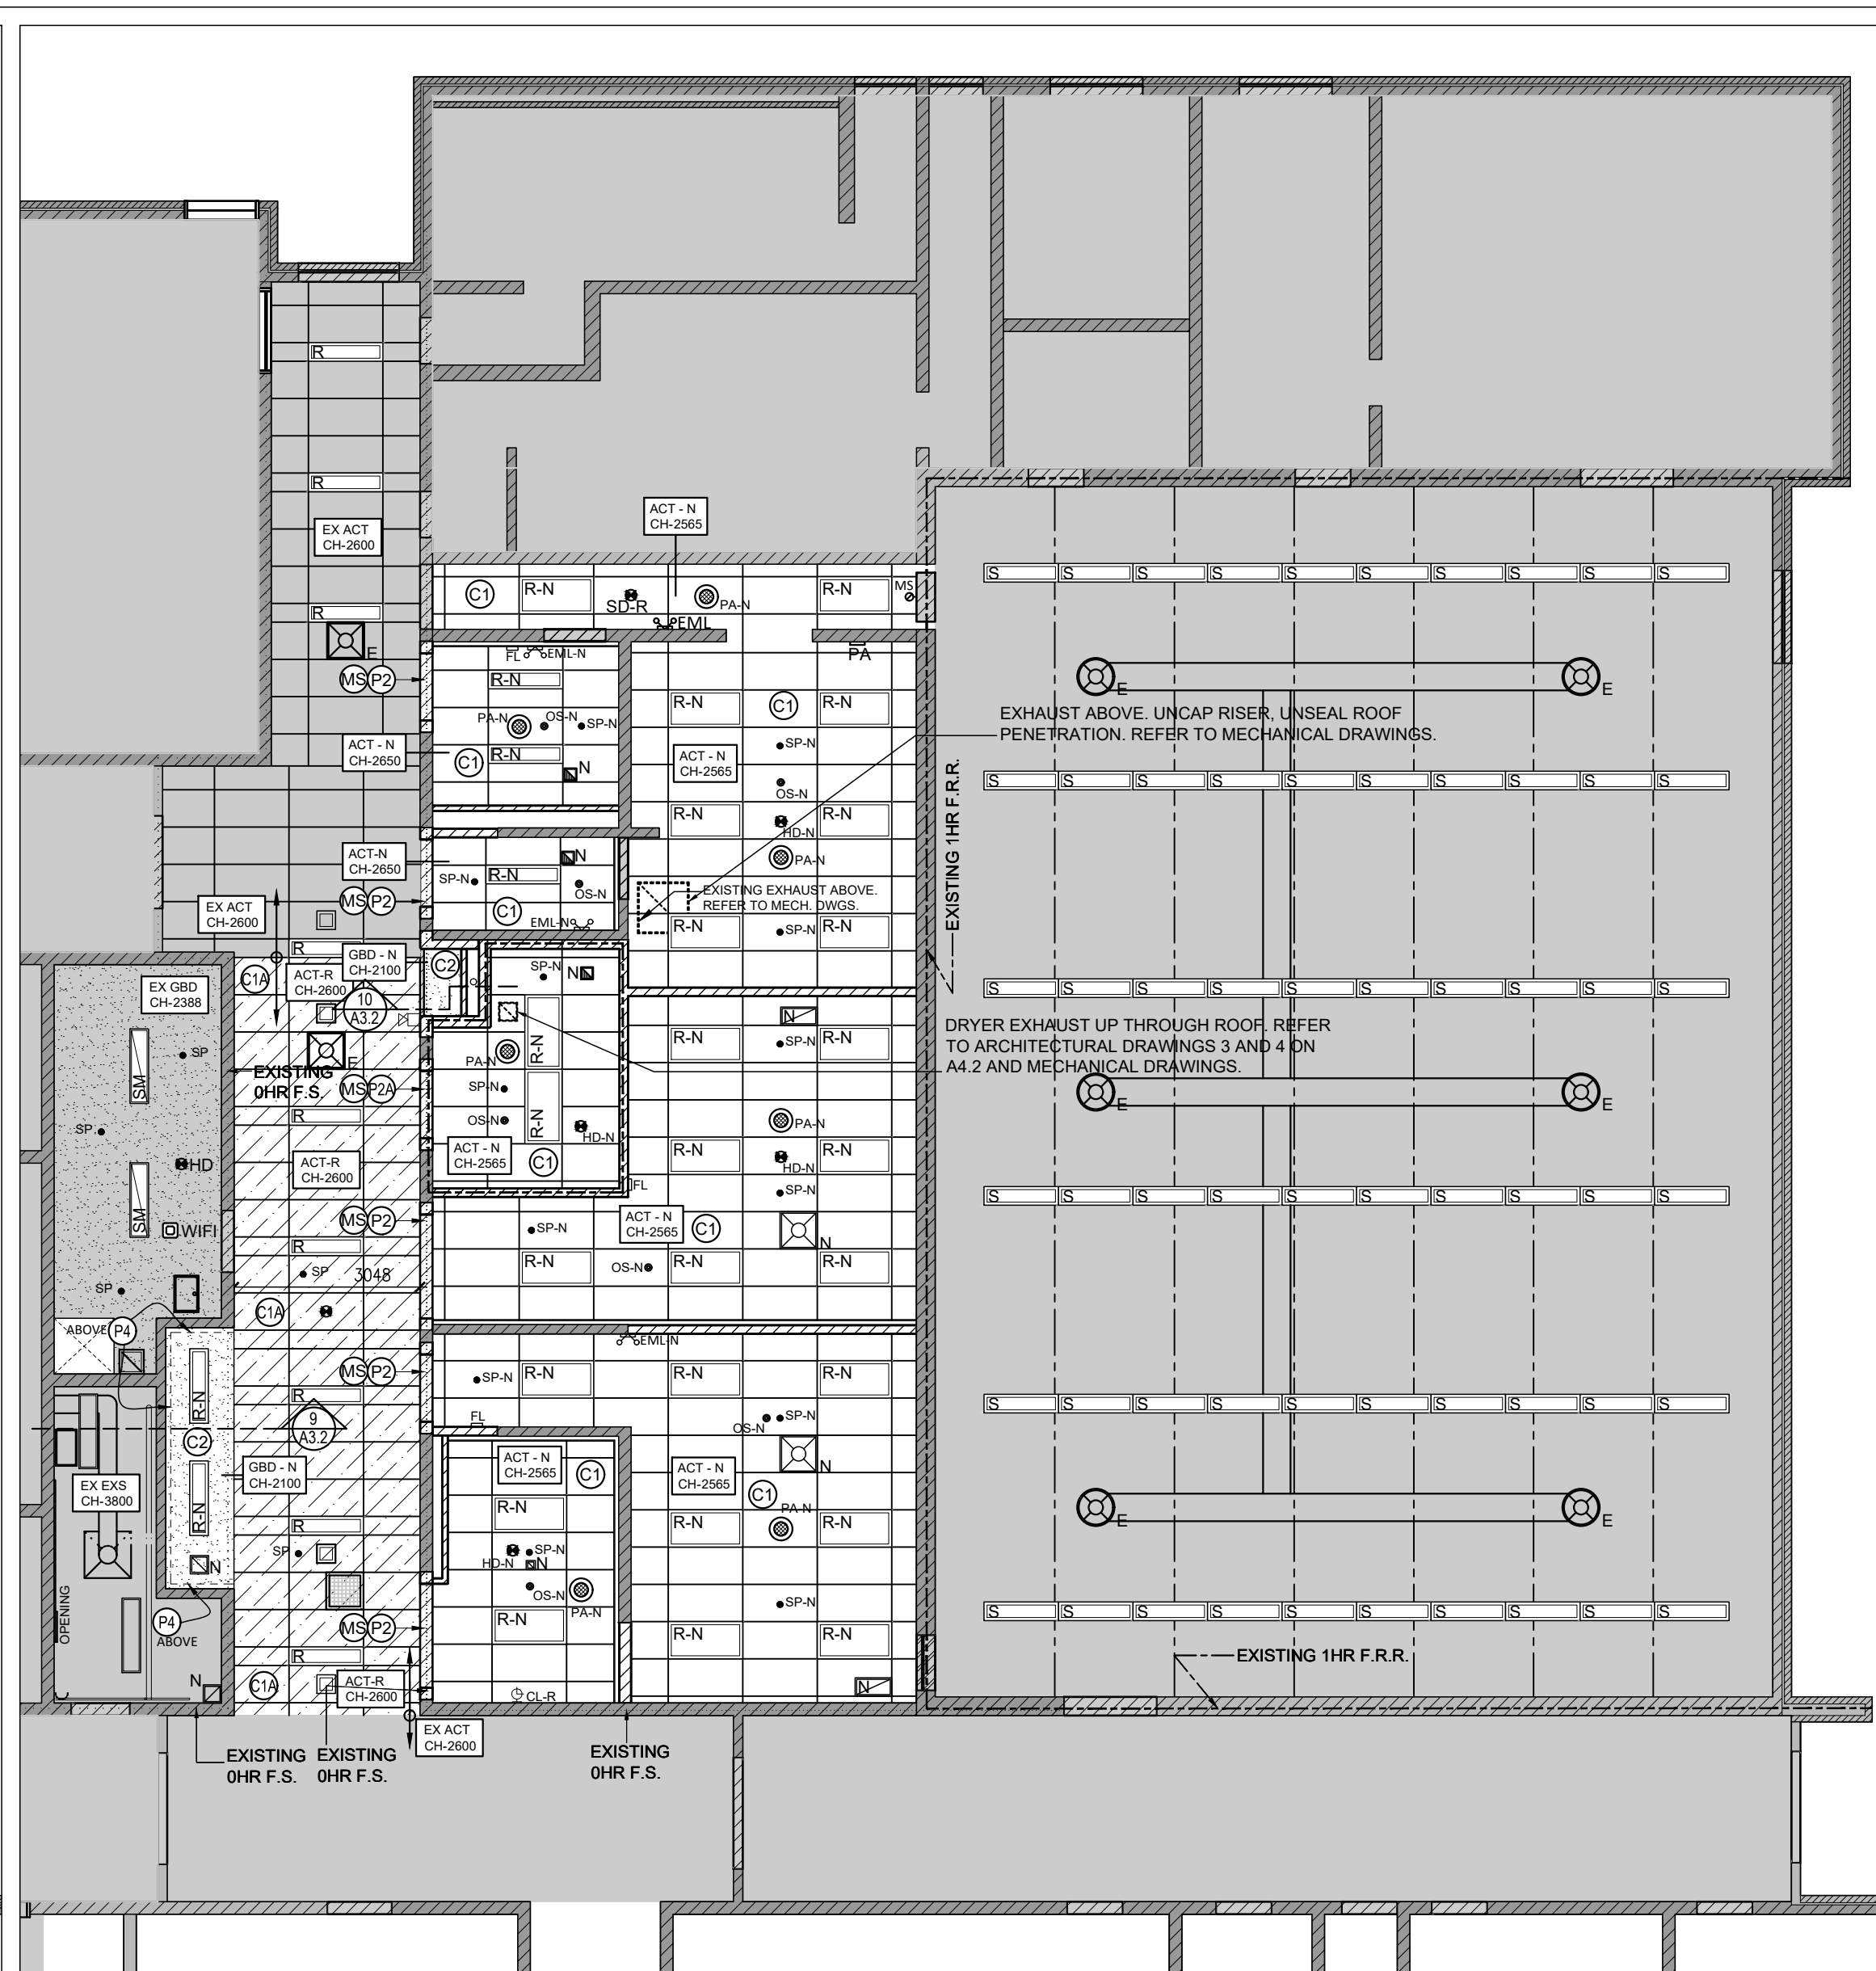 R
R
EX ACT
CH-2600
R
E
MS P2
ACT - N
CH-2565
C1
R-N
SD-R
PA-N
R-N
MS
EML
FL
EML-N
PA
R-N
PA-N
OS-N
SP-N
R-N
C1
N
ACT - N
CH-2650
R-N
C1
R-N
SP-N
ACT - N
CH-2565
OS-N
R-N
R-N
HD-N
PA-N
EXHAUST ABOVE. UNCAP RISER, UNSEAL ROOF
PENETRATION. REFER TO MECHANICAL DRAWINGS.
EXISTING 1HR F.R.R.
ACT-N
CH-2650
N
SP-N
R-N
OS-N
C1
EML-N
MS P2
EX ACT
CH-2600
EXISTING EXHAUST ABOVE.
REFER TO MECH. DWGS.
R-N
SP-N
R-N
R
GBD - N
CH-2100
C2
C1A
ACT-R
CH-2600
10
A3.2
EX GBD
CH-2388
SP-N
N
R-N
PA-N
SP-N
OS-N
R-N
HD-N
ACT - N
CH-2565
C1
FL
N
R-N
SP-N
R-N
DRYER EXHAUST UP THROUGH ROOF. REFER
TO ARCHITECTURAL DRAWINGS 3 AND 4 ON
A4.2 AND MECHANICAL DRAWINGS.
PA-N
R-N
HD-N
R-N
SP-N
E
EXISTING
0HR F.S.
MS P2A
R
ACT-R
CH-2600
MS P2
R
SP
3048
C1A
SM
SP
SP
HD
SM
WIFI
SP
ABOVE
P4
ACT - N
CH-2565
C1
SP-N
N
R-N
OS-N
R-N
R-N
EML-N
SP-N
R-N
R-N
R-N
MS P2
R
9
A3.2
R-N
C2
R-N
N
GBD - N
CH-2100
EX EXS
CH-3800
OPENING
P4
ABOVE
N
R
SP
MS P2
R
C1A
ACT-R
CH-2600
EX ACT
CH-2600
FL
ACT - N
CH-2565
C1
R-N
HD-N
SP-N
N
OS-N
PA-N
R-N
CL-R
OS-N
SP-N
N
ACT - N
CH-2565
C1
PA-N
R-N
R-N
SP-N
R-N
R-N
N
S S S S S S S S S S
E E
S S S S S S S S S S
S S S S S S S S S S
E E
S S S S S S S S S S
S S S S S S S S S S
E E
S S S S S S S S S S
EXISTING 1HR F.R.R.
EXISTING
0HR F.S.
EXISTING
0HR F.S.
EXISTING
0HR F.S.